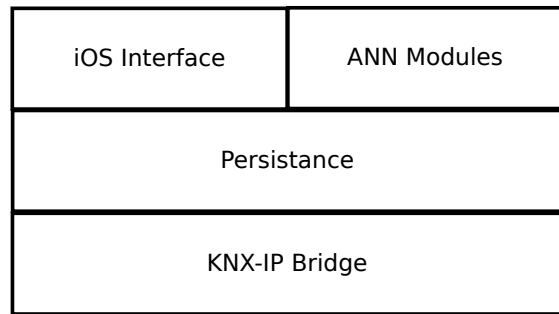 iOS Interface
ANN Modules
Persistance
KNX-IP Bridge